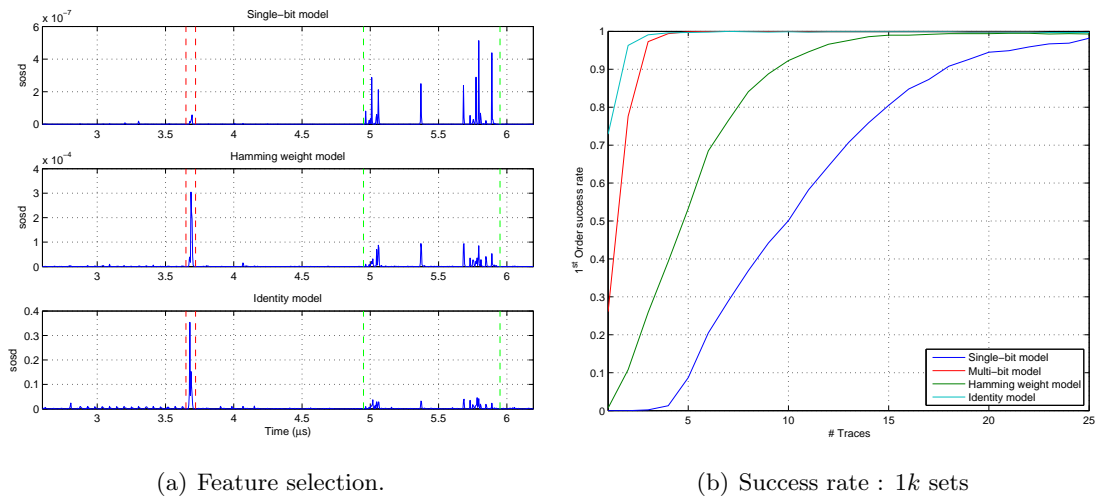 Single−bit model
x 10⁻⁷
6
4
2
0
sosd
3 3.5 4 4.5 5 5.5 6
Hamming weight model
x 10⁻⁴
4
3
2
1
0
sosd
3 3.5 4 4.5 5 5.5 6
Identity model
0.4
0.3
0.2
0.1
0
sosd
3 3.5 4 4.5 5 5.5 6
Time (μs)
(a) Feature selection.
1
0.9
0.8
0.7
0.6
0.5
0.4
0.3
0.2
0.1
0
1ˢᵗ Order success rate
5 10 15 20 25
# Traces
Single−bit model
Multi−bit model
Hamming weight model
Identity model
(b) Success rate : 1k sets